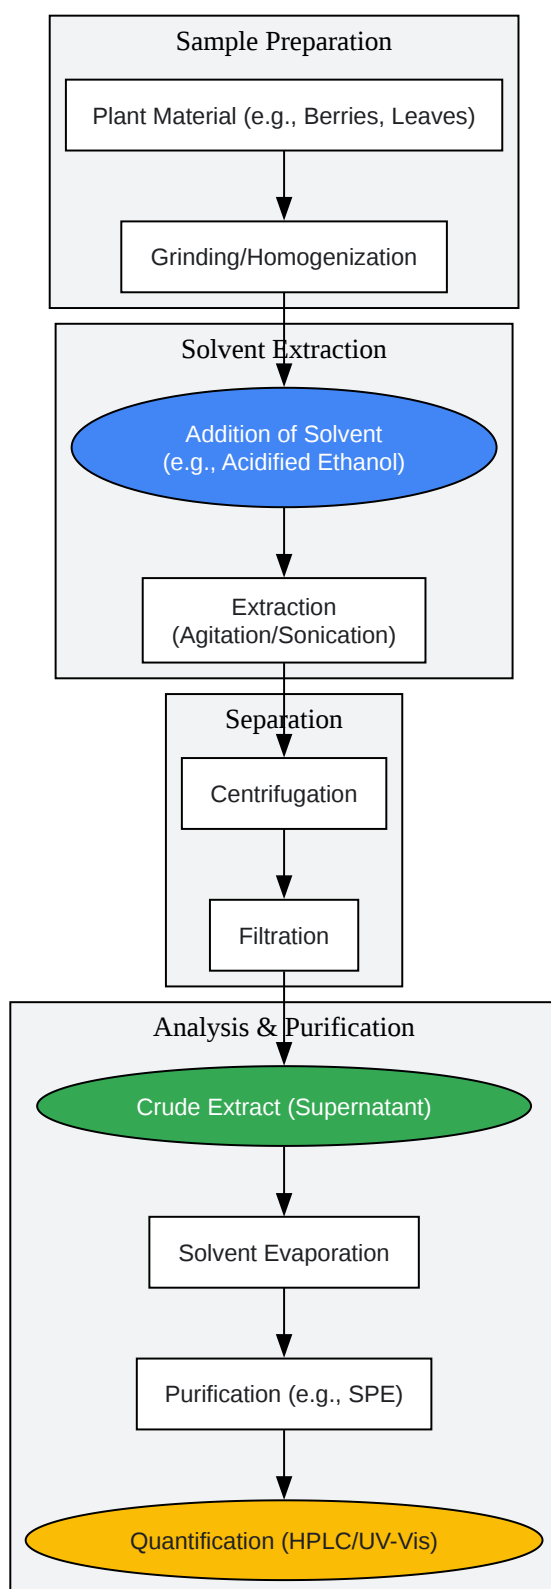 Sample Preparation
Plant Material (e.g., Berries, Leaves)
Grinding/Homogenization
Solvent Extraction
Addition of Solvent
(e.g., Acidified Ethanol)
Extraction
(Agitation/Sonication)
Separation
Centrifugation
Filtration
Analysis & Purification
Crude Extract (Supernatant)
Solvent Evaporation
Purification (e.g., SPE)
Quantification (HPLC/UV-Vis)